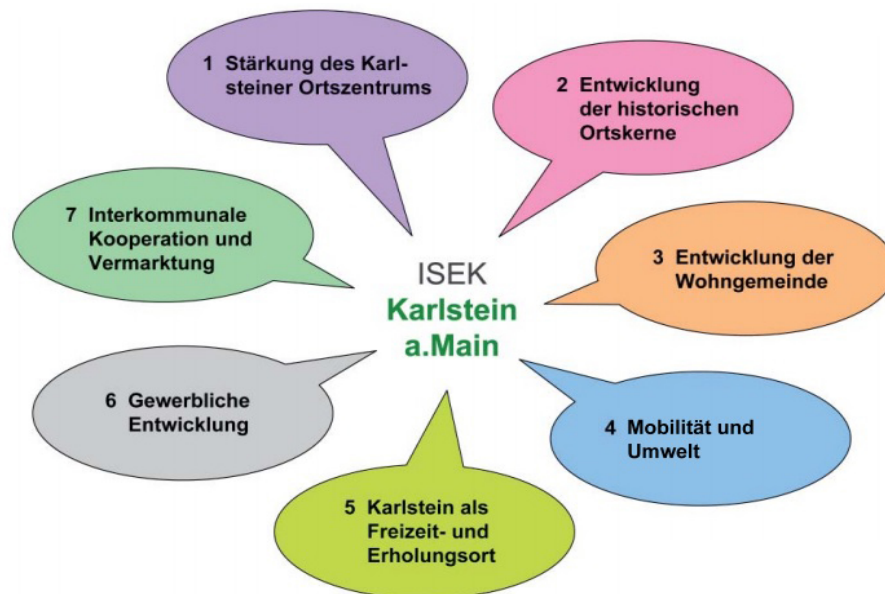 1 Stärkung des Karl-
steiner Ortszentrums
2 Entwicklung
der historischen
Ortskerne
3 Entwicklung der
Wohngemeinde
4 Mobilität und
Umwelt
5 Karlstein als
Freizeit- und
Erholungsort
6 Gewerbliche
Entwicklung
7 Interkommunale
Kooperation und
Vermarktung
ISEK
Karlstein
a.Main